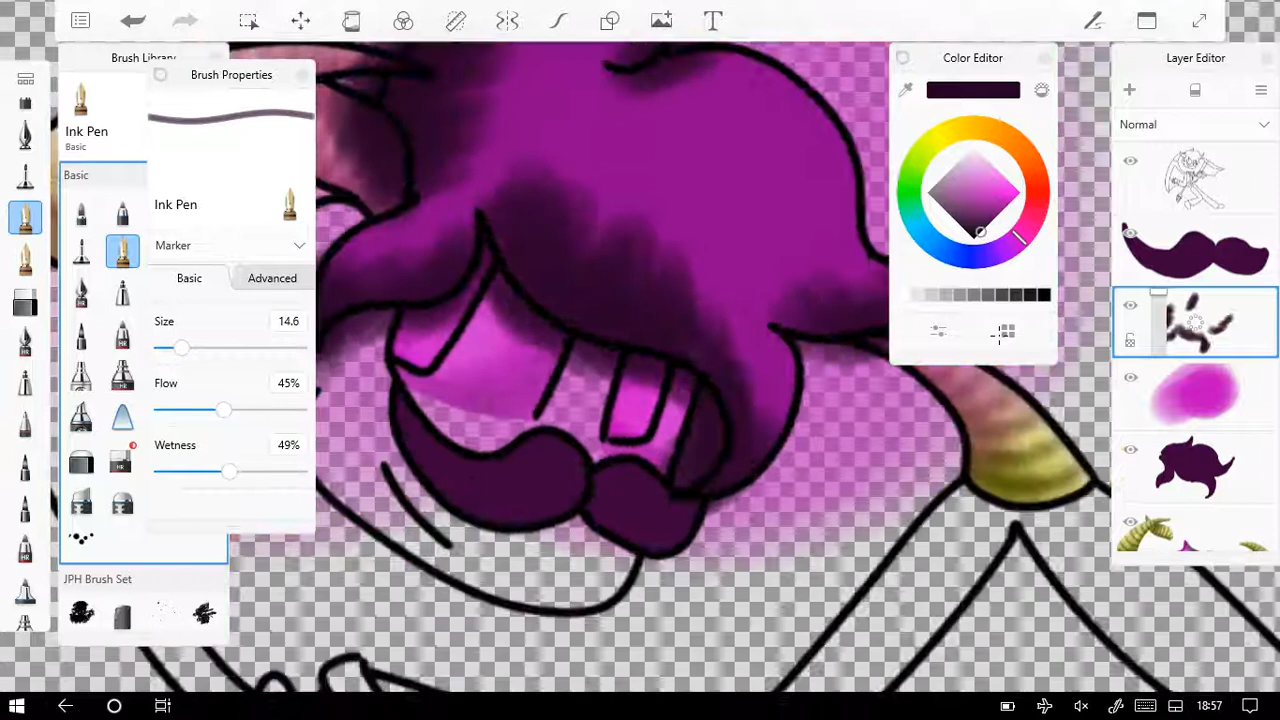 Brush Library
Brush Properties
Color Editor
Layer Editor
Ink Pen
Basic
Normal
Basic
Ink Pen
Marker
Basic
Advanced
Size
14.6
Flow
45%
Wetness
49%
JPH Brush Set
18:57